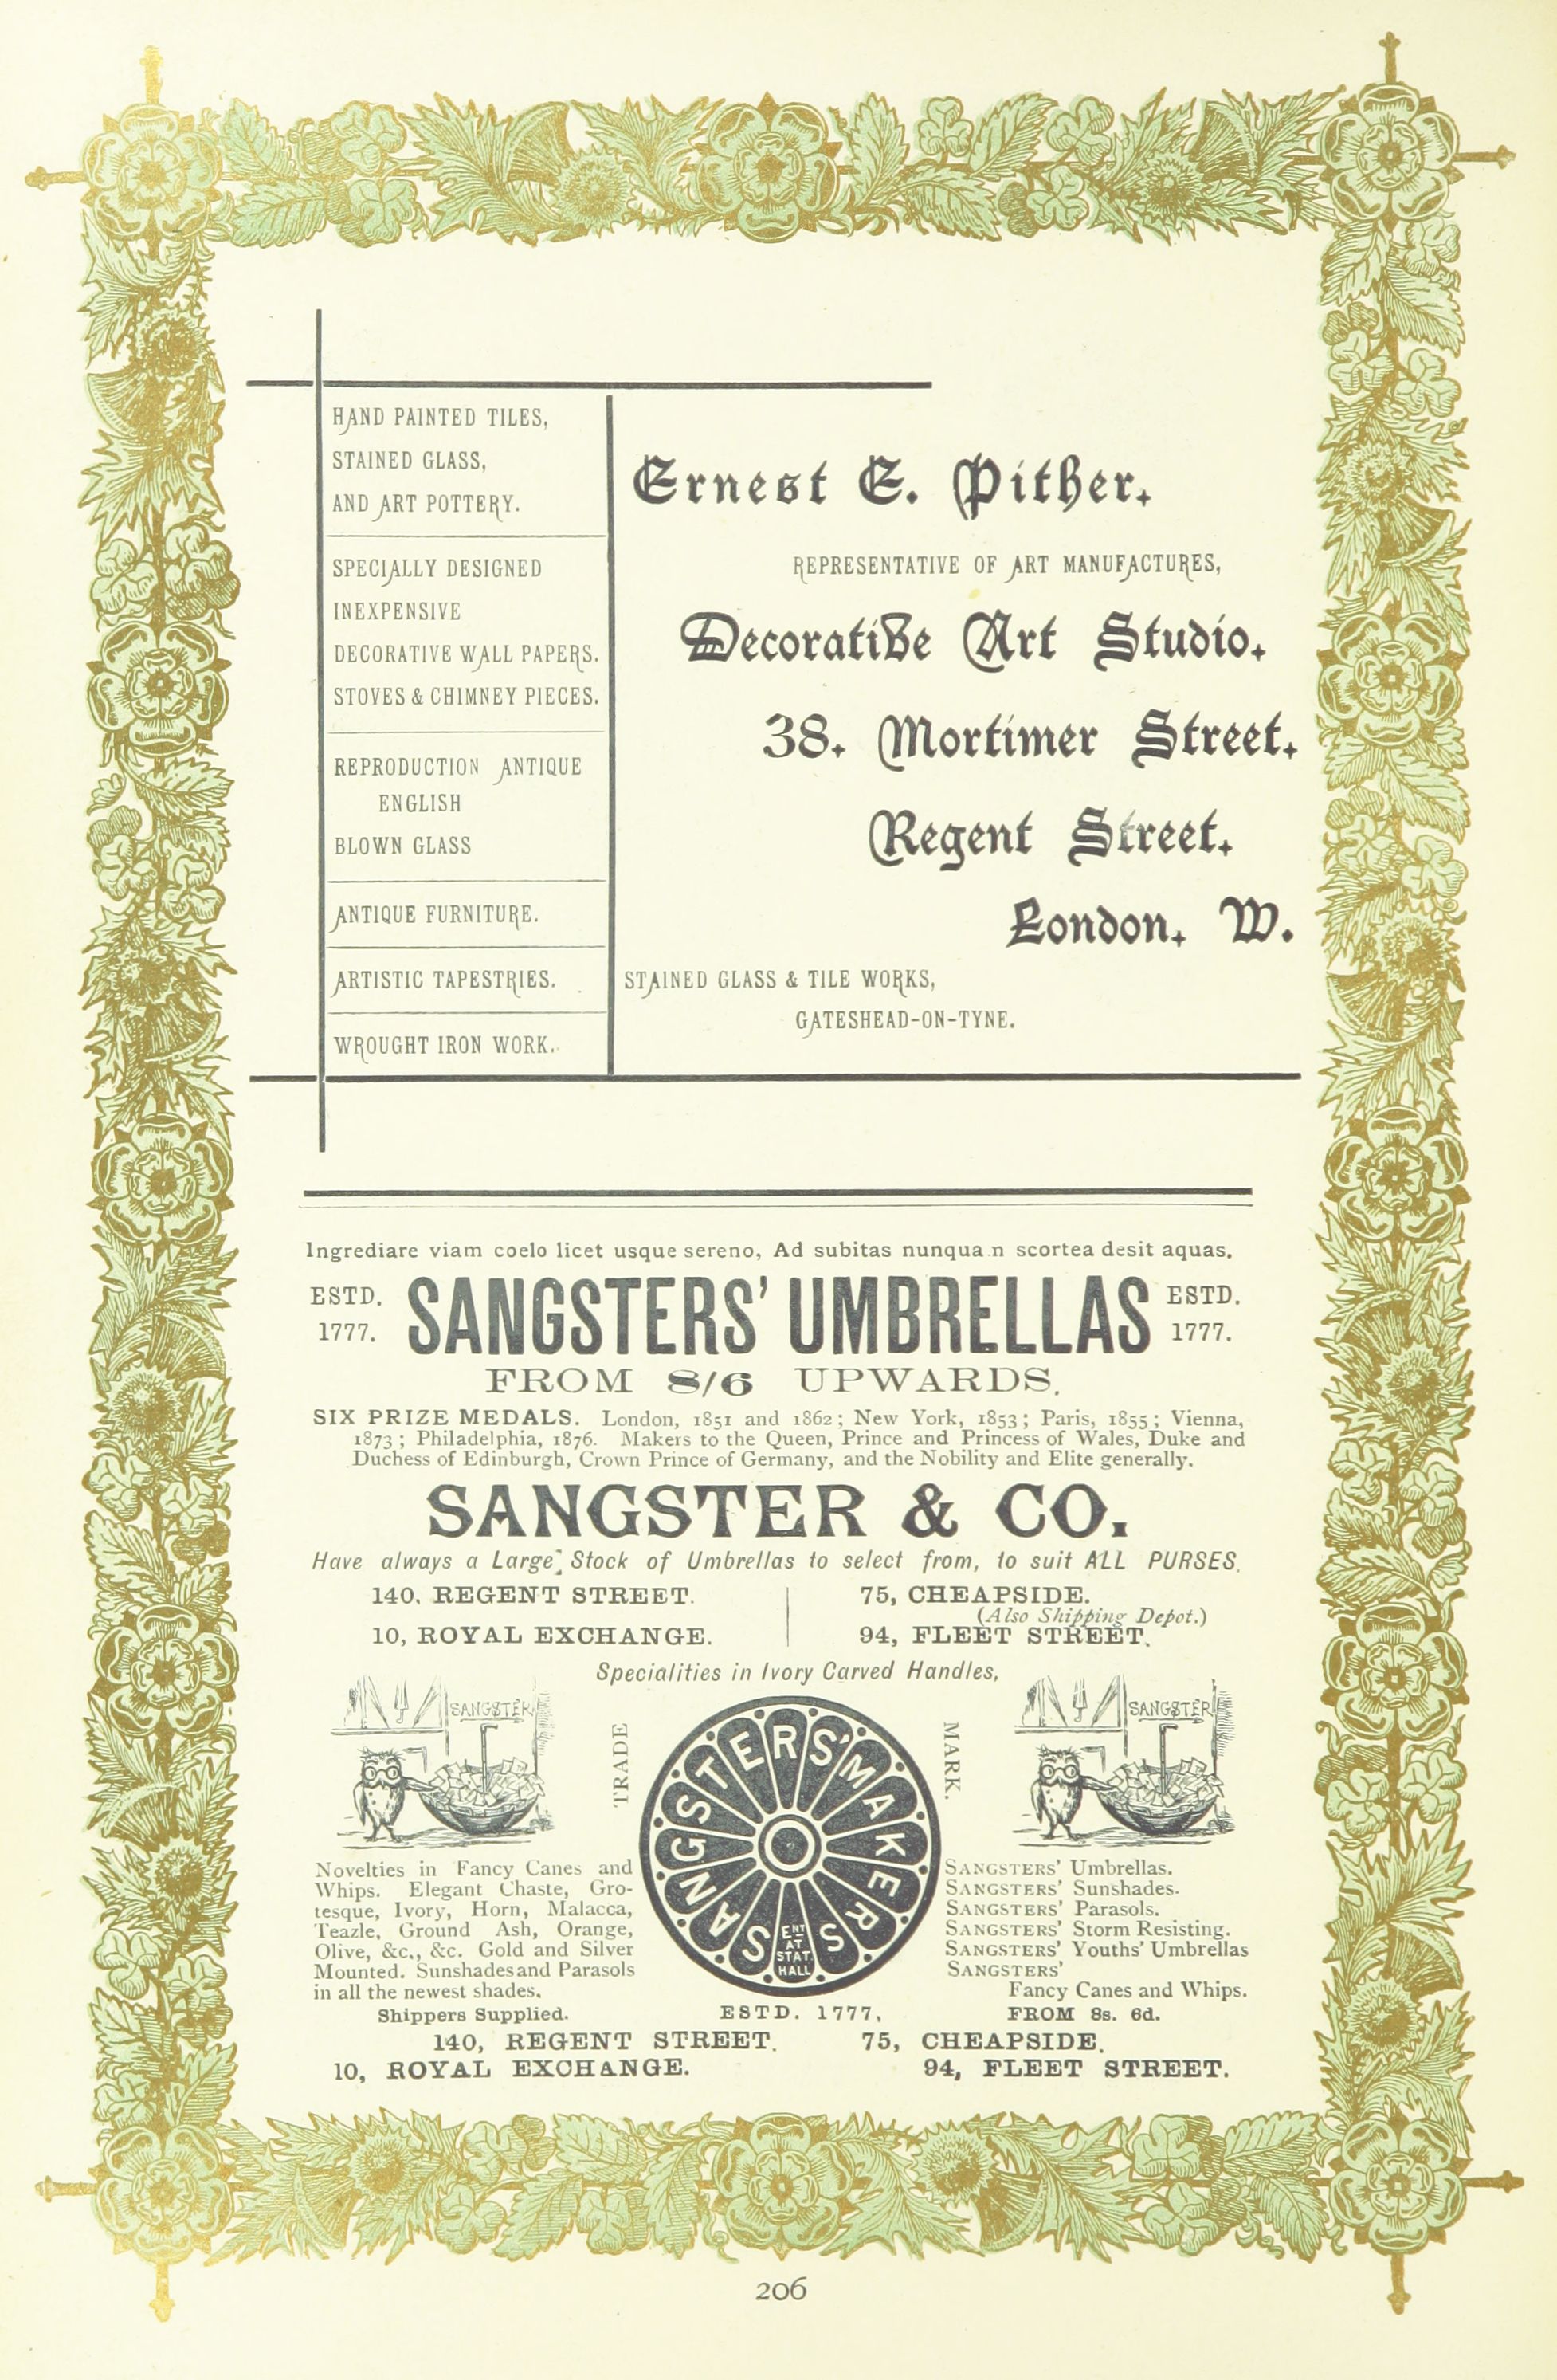 HAND PAINTED TILES,
STAINED GLASS,
AND ART POTTERY.
SPECIALLY DESIGNED
INEXPENSIVE
DECORATIVE WALL PAPERS.
STOVES & CHIMNEY PIECES.
REPRODUCTION ANTIQUE
ENGLISH
BLOWN GLASS
ANTIQUE FURNITURE.
ARTISTIC TAPESTRIES.
WROUGHT IRON WORK.
Ernest E. Pither.
REPRESENTATIVE OF ART MANUFACTURES,
Decorative Art Studio.
38. Mortimer Street.
Regent Street.
London. W.
STAINED GLASS & TILE WORKS,
GATESHEAD-ON-TYNE.
Ingrediare viam coelo licet usque sereno, Ad subitas nunqua n scortea desit aquas.
ESTD. 1777. SANGSTERS' UMBRELLAS ESTD. 1777.
FROM 8/6 UPWARDS.
SIX PRIZE MEDALS. London, 1851 and 1862; New York, 1853; Paris, 1855; Vienna,
1873; Philadelphia, 1876. Makers to the Queen, Prince and Princess of Wales, Duke and
Duchess of Edinburgh, Crown Prince of Germany, and the Nobility and Elite generally.
SANGSTER & CO.
Have always a Large Stock of Umbrellas to select from, to suit ALL PURSES.
140, REGENT STREET.
10, ROYAL EXCHANGE.
75, CHEAPSIDE.
(Also Shipping Depot.)
94, FLEET STREET.
Specialities in Ivory Carved Handles,
SANGSTER
TRADE
SANGSTERS' MAKERS
ENT
AT
STAT.
HALL
MARK.
SANGSTER
Novelties in Fancy Canes and
Whips. Elegant Chaste, Gro-
tesque, Ivory, Horn, Malacca,
Teazle, Ground Ash, Orange,
Olive, &c., &c. Gold and Silver
Mounted. Sunshades and Parasols
in all the newest shades.
Shippers Supplied.
ESTD. 1777,
SANGSTERS' Umbrellas.
SANGSTERS' Sunshades.
SANGSTERS' Parasols.
SANGSTERS' Storm Resisting.
SANGSTERS' Youths' Umbrellas
SANGSTERS'
Fancy Canes and Whips.
FROM 8s. 6d.
140, REGENT STREET. 75, CHEAPSIDE.
10, ROYAL EXCHANGE. 94, FLEET STREET.
206